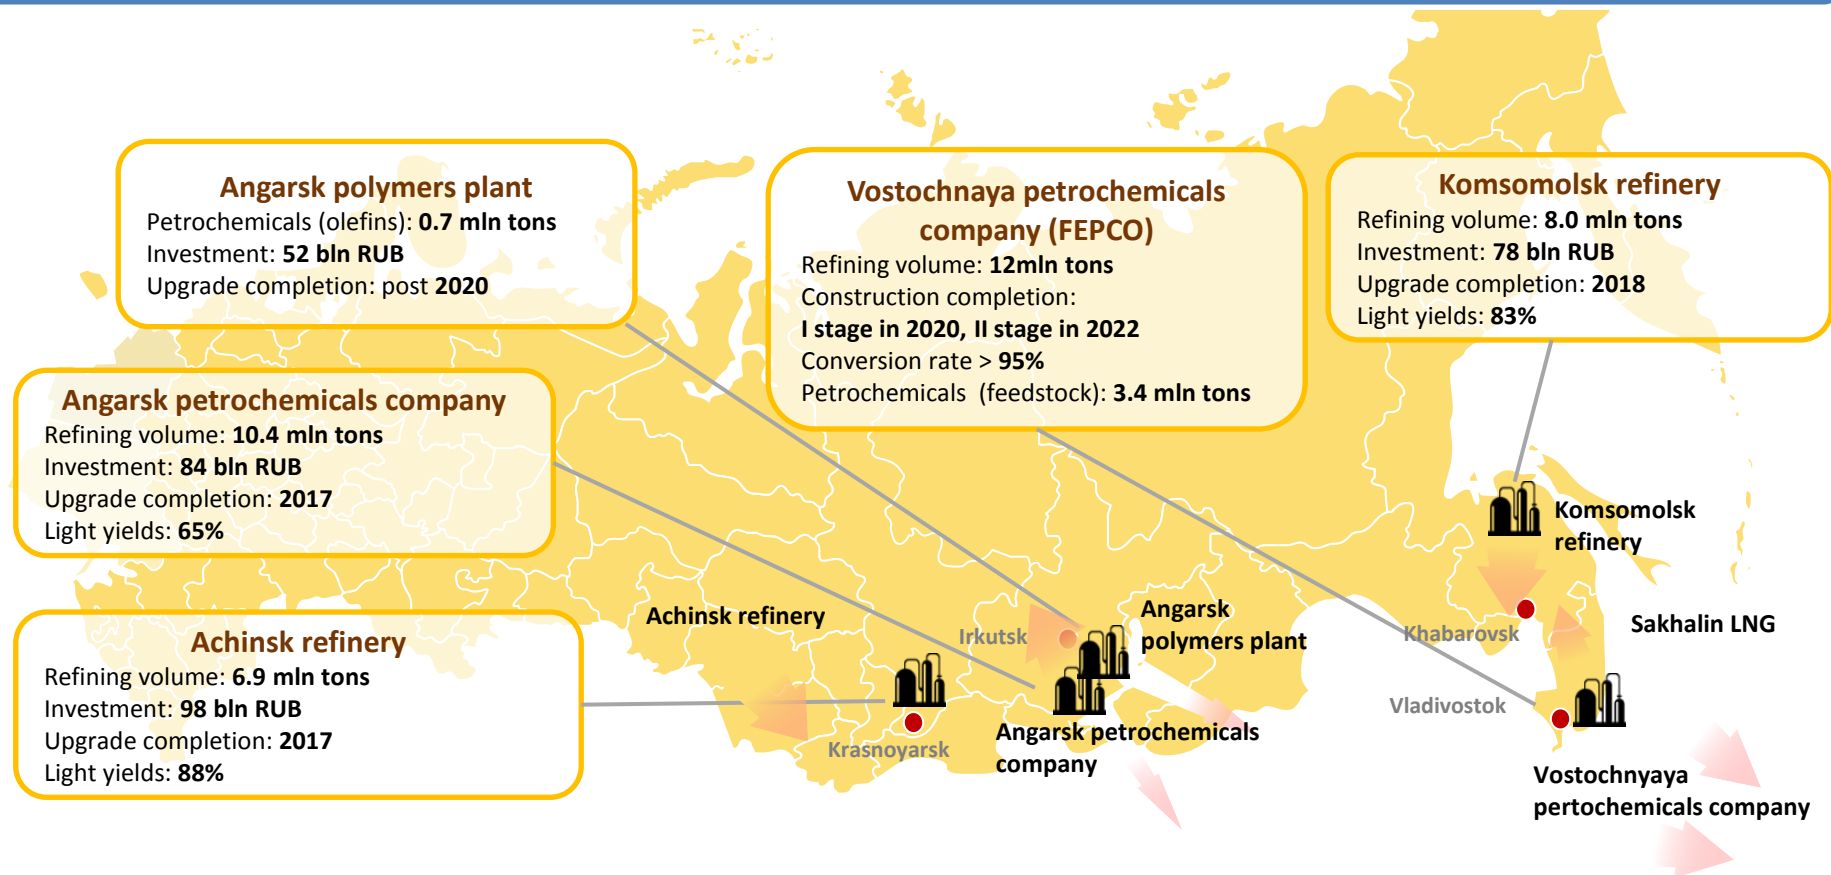 Angarsk polymers plant
Petrochemicals (olefins): 0.7 mln tons
Investment: 52 bln RUB
Upgrade completion: post 2020
Vostochnaya petrochemicals
company (FEPCO)
Refining volume: 12mln tons
Construction completion:
I stage in 2020, II stage in 2022
Conversion rate > 95%
Petrochemicals (feedstock): 3.4 mln tons
Komsomolsk refinery
Refining volume: 8.0 mln tons
Investment: 78 bln RUB
Upgrade completion: 2018
Light yields: 83%
Angarsk petrochemicals company
Refining volume: 10.4 mln tons
Investment: 84 bln RUB
Upgrade completion: 2017
Light yields: 65%
Achinsk refinery
Refining volume: 6.9 mln tons
Investment: 98 bln RUB
Upgrade completion: 2017
Light yields: 88%
Achinsk refinery
Krasnoyarsk
Irkutsk
Angarsk
polymers plant
Angarsk petrochemicals
company
Komsomolsk
refinery
Khabarovsk
Sakhalin LNG
Vladivostok
Vostochnyaya
pertochemicals company